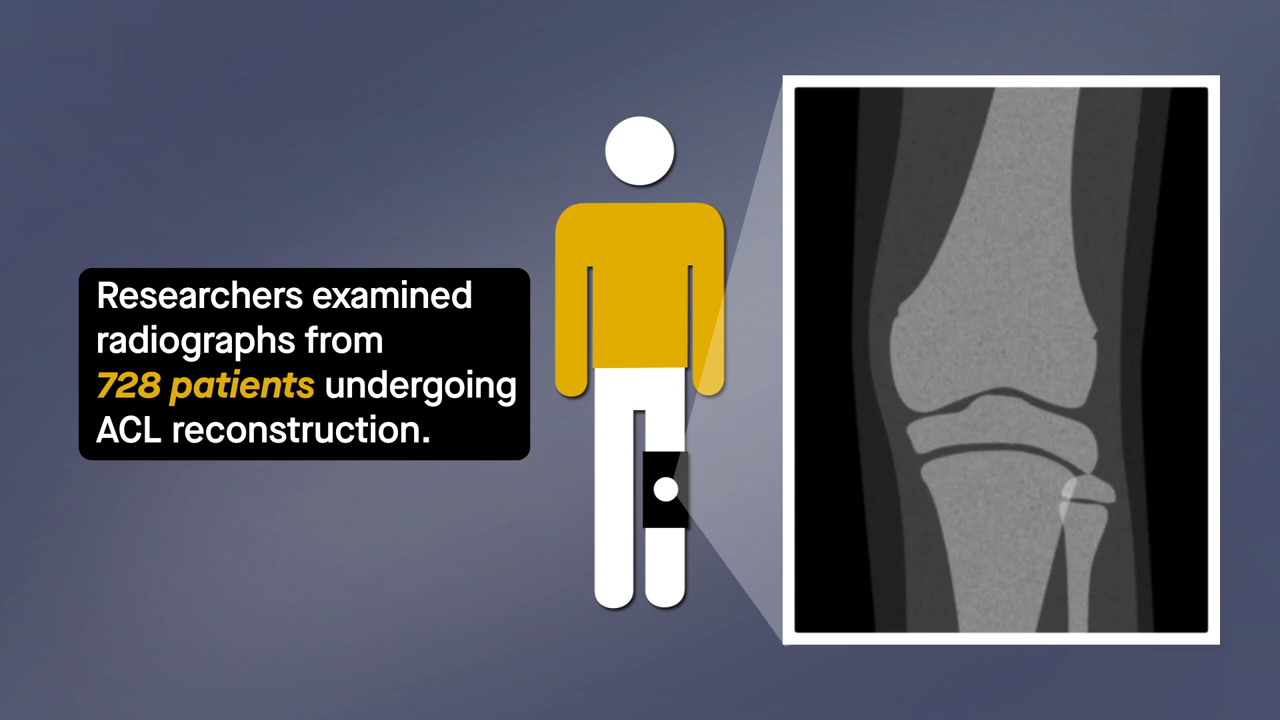 Researchers examined
radiographs from
728 patients undergoing
ACL reconstruction.